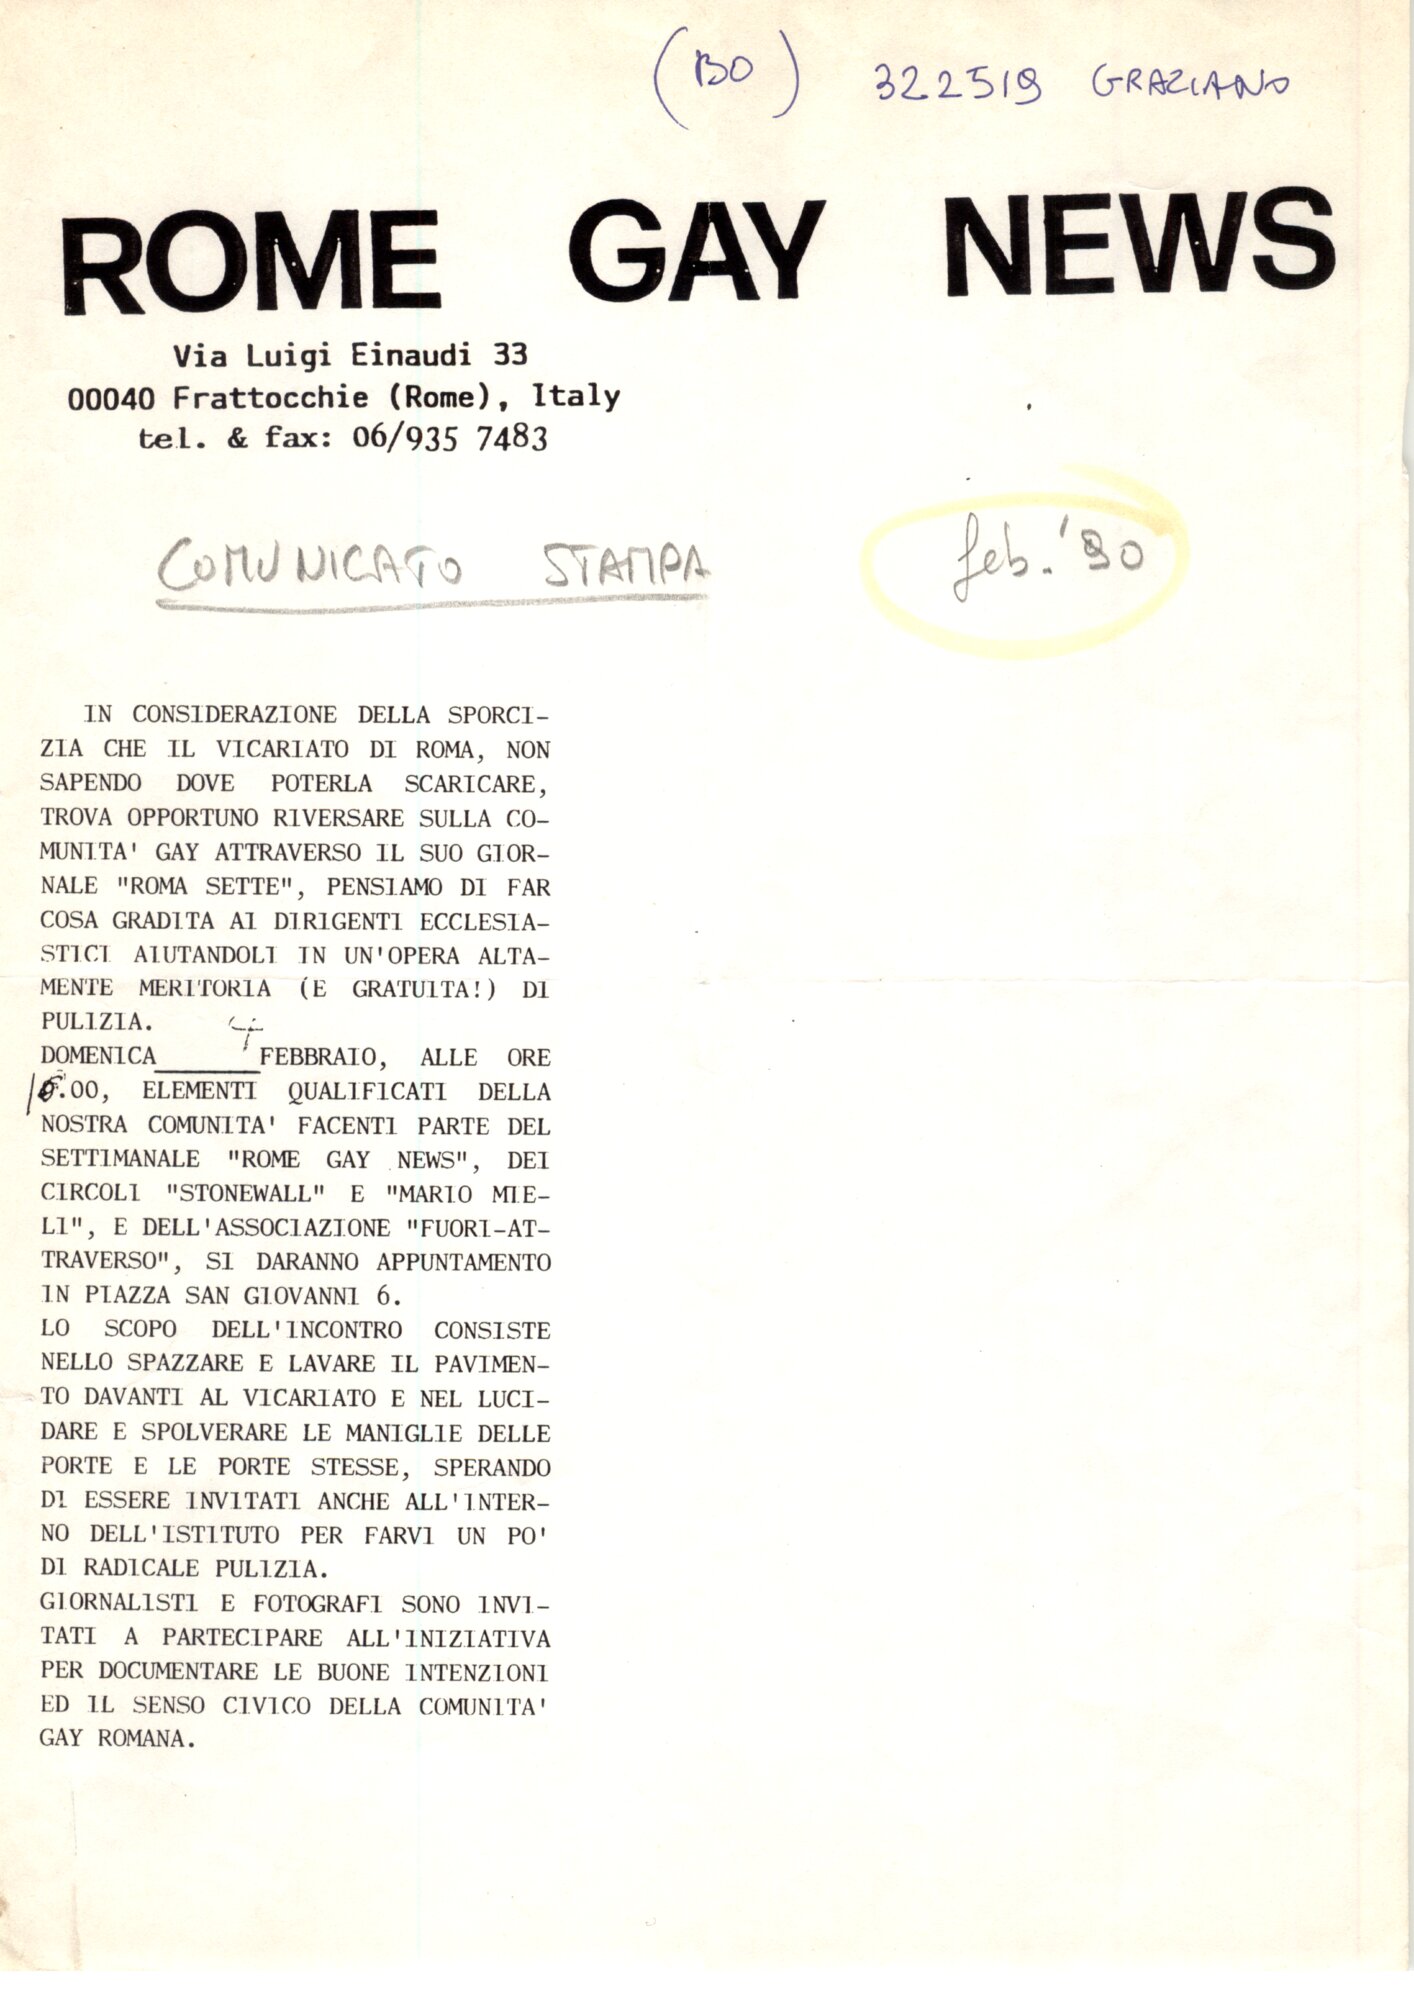 (BO) 322519 GRAZIANO
ROME GAY NEWS
Via Luigi Einaudi 33
00040 Frattocchie (Rome), Italy
tel. & fax: 06/935 7483
COMUNICATO STAMPA
feb. '90
IN CONSIDERAZIONE DELLA SPORCI-
ZIA CHE IL VICARIATO DI ROMA, NON
SAPENDO DOVE POTERLA SCARICARE,
TROVA OPPORTUNO RIVERSARE SULLA CO-
MUNITA' GAY ATTRAVERSO IL SUO GIOR-
NALE "ROMA SETTE", PENSIAMO DI FAR
COSA GRADITA AI DIRIGENTI ECCLESIA-
STICI AIUTANDOLI IN UN'OPERA ALTA-
MENTE MERITORIA (E GRATUITA!) DI
PULIZIA.
DOMENICA 4 FEBBRAIO, ALLE ORE
16.00, ELEMENTI QUALIFICATI DELLA
NOSTRA COMUNITA' FACENTI PARTE DEL
SETTIMANALE "ROME GAY NEWS", DEI
CIRCOLI "STONEWALL" E "MARIO MIE-
LI", E DELL'ASSOCIAZIONE "FUORI-AT-
TRAVERSO", SI DARANNO APPUNTAMENTO
IN PIAZZA SAN GIOVANNI 6.
LO SCOPO DELL'INCONTRO CONSISTE
NELLO SPAZZARE E LAVARE IL PAVIMEN-
TO DAVANTI AL VICARIATO E NEL LUCI-
DARE E SPOLVERARE LE MANIGLIE DELLE
PORTE E LE PORTE STESSE, SPERANDO
DI ESSERE INVITATI ANCHE ALL'INTER-
NO DELL'ISTITUTO PER FARVI UN PO'
DI RADICALE PULIZIA.
GIORNALISTI E FOTOGRAFI SONO INVI-
TATI A PARTECIPARE ALL'INIZIATIVA
PER DOCUMENTARE LE BUONE INTENZIONI
ED IL SENSO CIVICO DELLA COMUNITA'
GAY ROMANA.